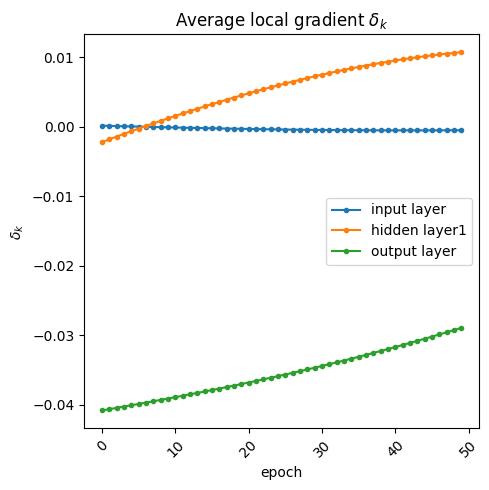 Average local gradient δₖ
0.01
0.00
−0.01
−0.02
−0.03
−0.04
δₖ
input layer
hidden layer1
output layer
0 10 20 30 40 50
epoch